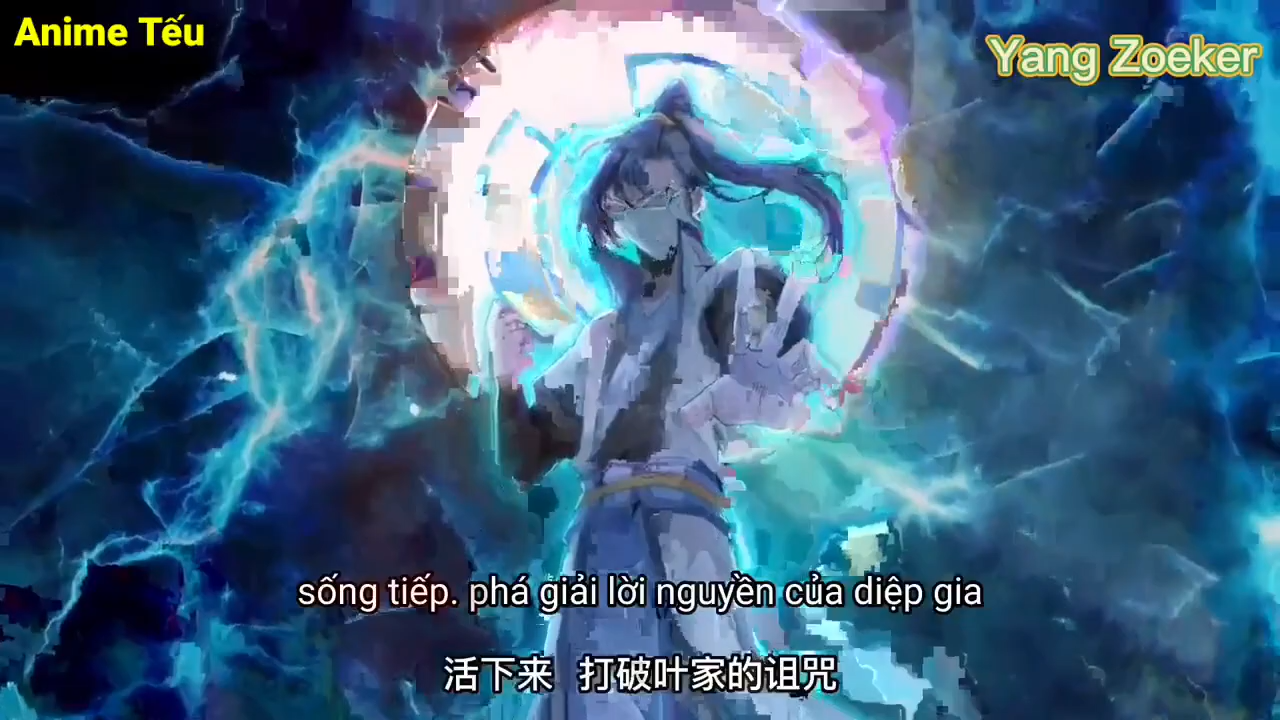 Anime Tếu
Yang Zoeker
sống tiếp. phá giải lời nguyền của diệp gia
活下来 打破叶家的诅咒